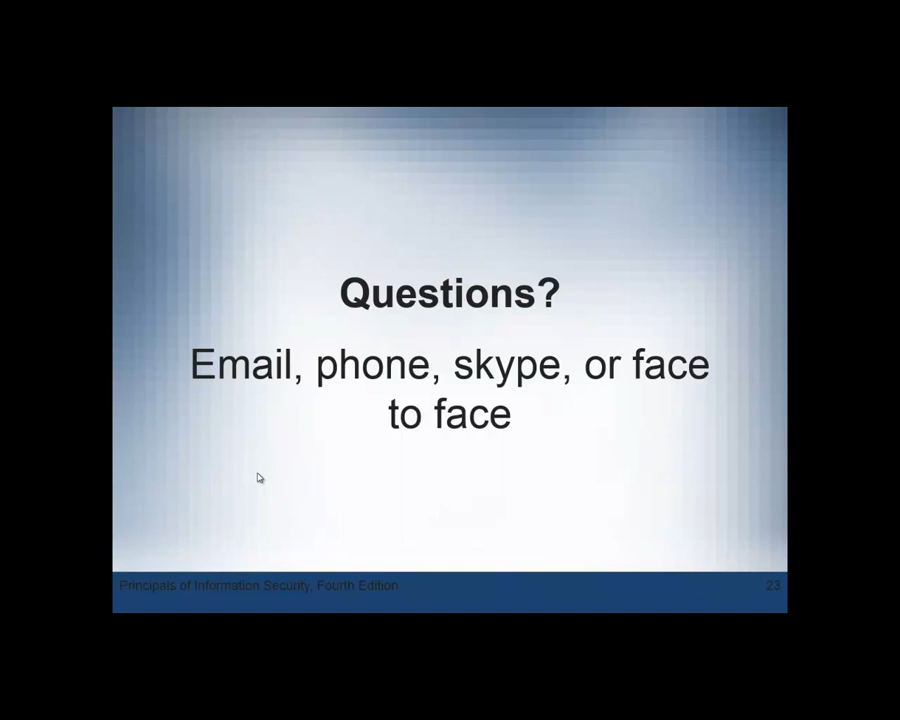 Questions?
Email, phone, skype, or face
to face
Principals of Information Security, Fourth Edition
23